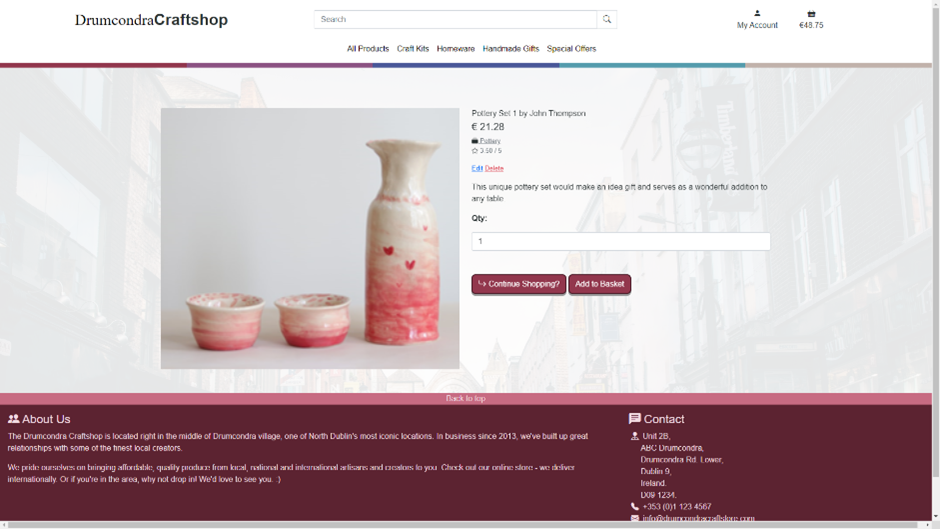 DrumcondraCraftshop
Search
My Account
€48.75
All Products Craft Kits Homeware Handmade Gifts Special Offers
Pottery Set 1 by John Thompson
€ 21.28
Pottery
/ 5
Edit Delete
This unique pottery set would make an idea gift and serves as a wonderful addition to
any table
Qty:
1
Continue Shopping? Add to Basket
Timberland
Back to top
About Us
The Drumcondra Craftshop is located right in the middle of Drumcondra village, one of North Dublin's most iconic locations. In business since 2013, we've built up great
relationships with some of the finest local creators.
We pride ourselves on bringing affordable, quality produce from local, national and international artisans and creators to you. Check out our online store - we deliver
internationally. Or if you're in the area, why not drop in! We'd love to see you. :)
Contact
Unit 2B,
ABC Drumcondra,
Drumcondra Rd. Lower,
Dublin 9,
Ireland.
D09 1234.
+353 (0)1 123 4567
info@drumcondracraftstore.com